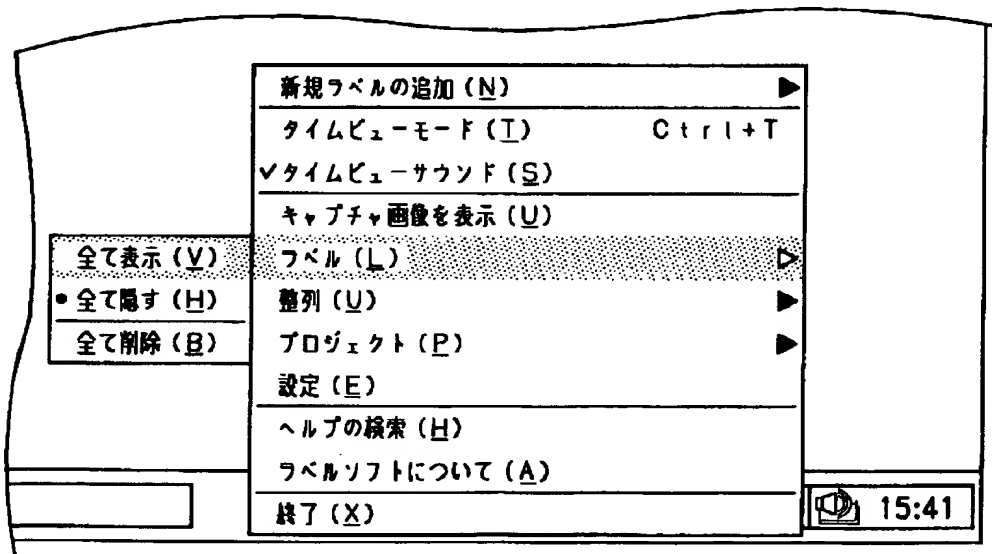 新規ラベルの追加(N)
タイムビューモード(T) Ctrl+T
✓タイムビューサウンド(S)
キャプチャ画像を表示(U)
ラベル(L)
全て表示(V)
●全て隠す(H)
全て削除(B)
整列(U)
プロジェクト(P)
設定(E)
ヘルプの検索(H)
ラベルソフトについて(A)
終了(X)
15:41